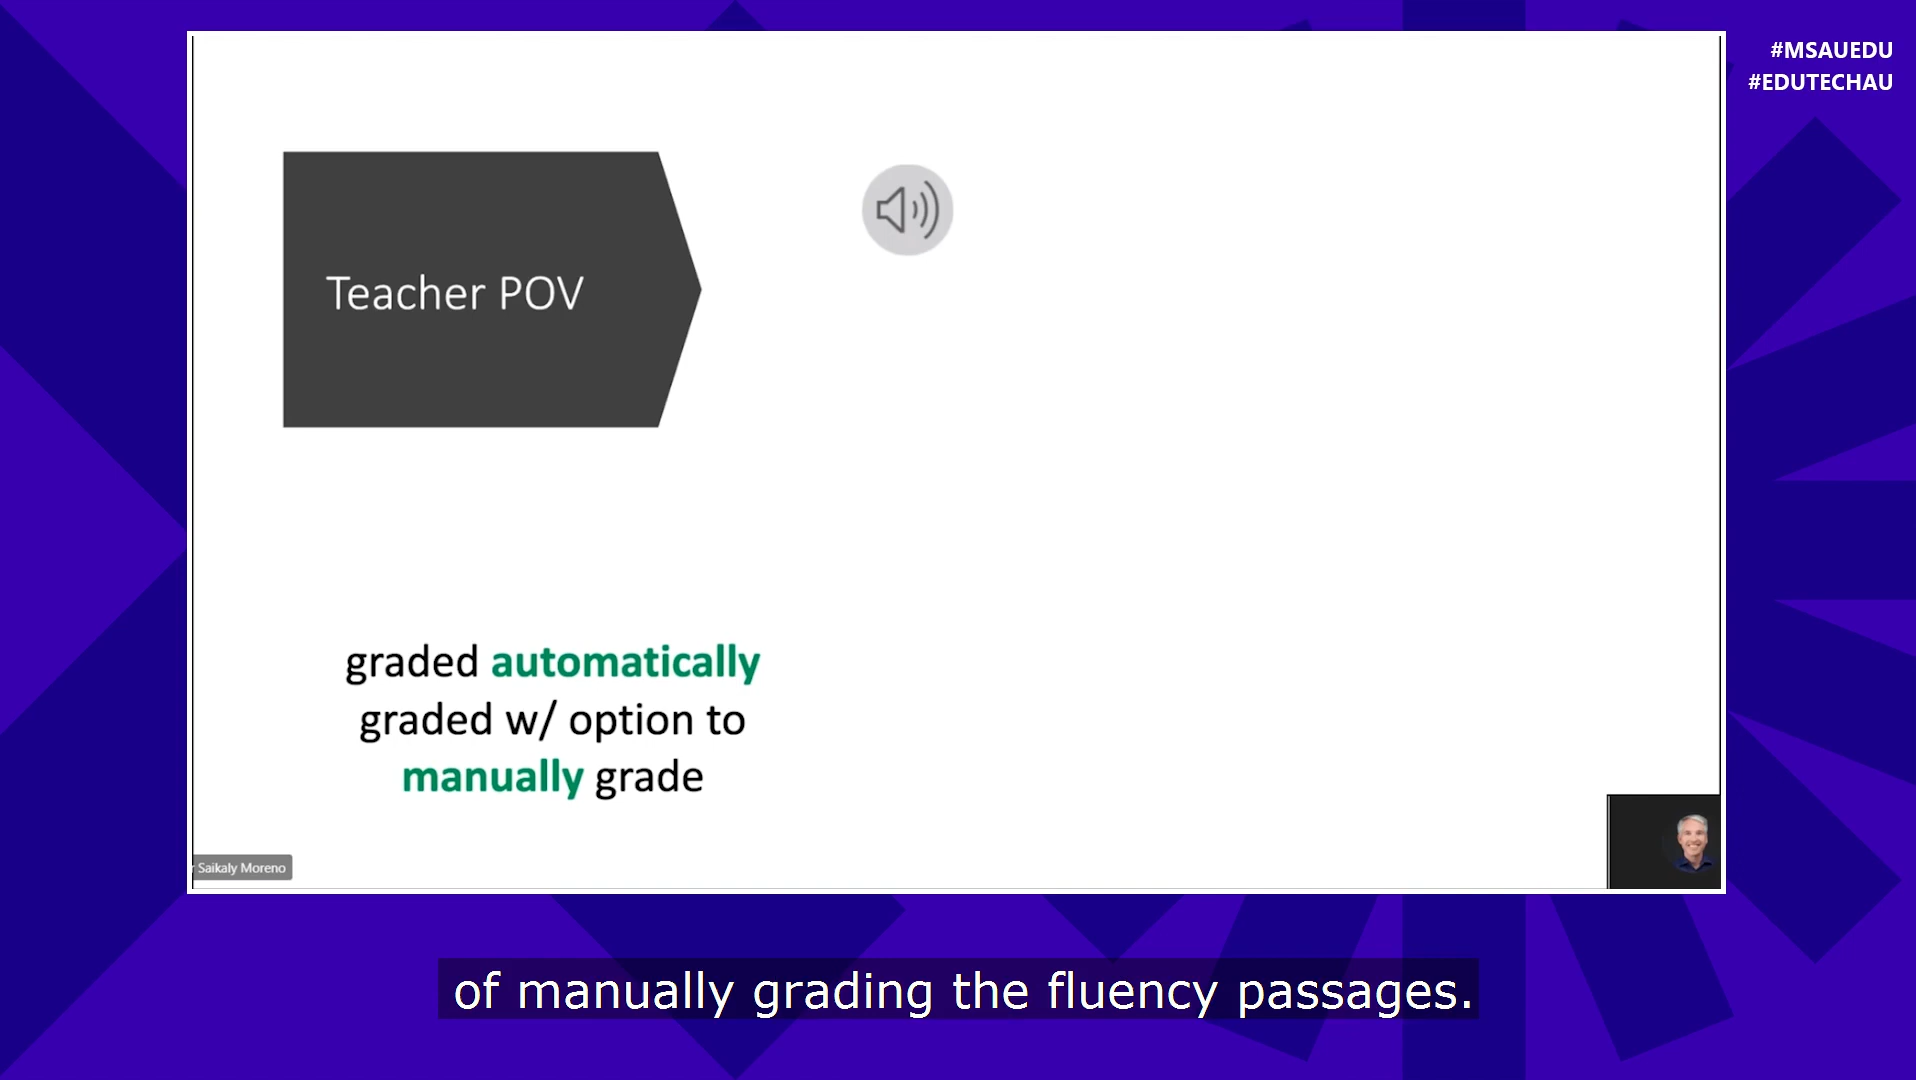 #MSAUEDU
#EDUTECHAU
Teacher POV
graded automatically
graded w/ option to
manually grade
Saikaly Moreno
of manually grading the fluency passages.